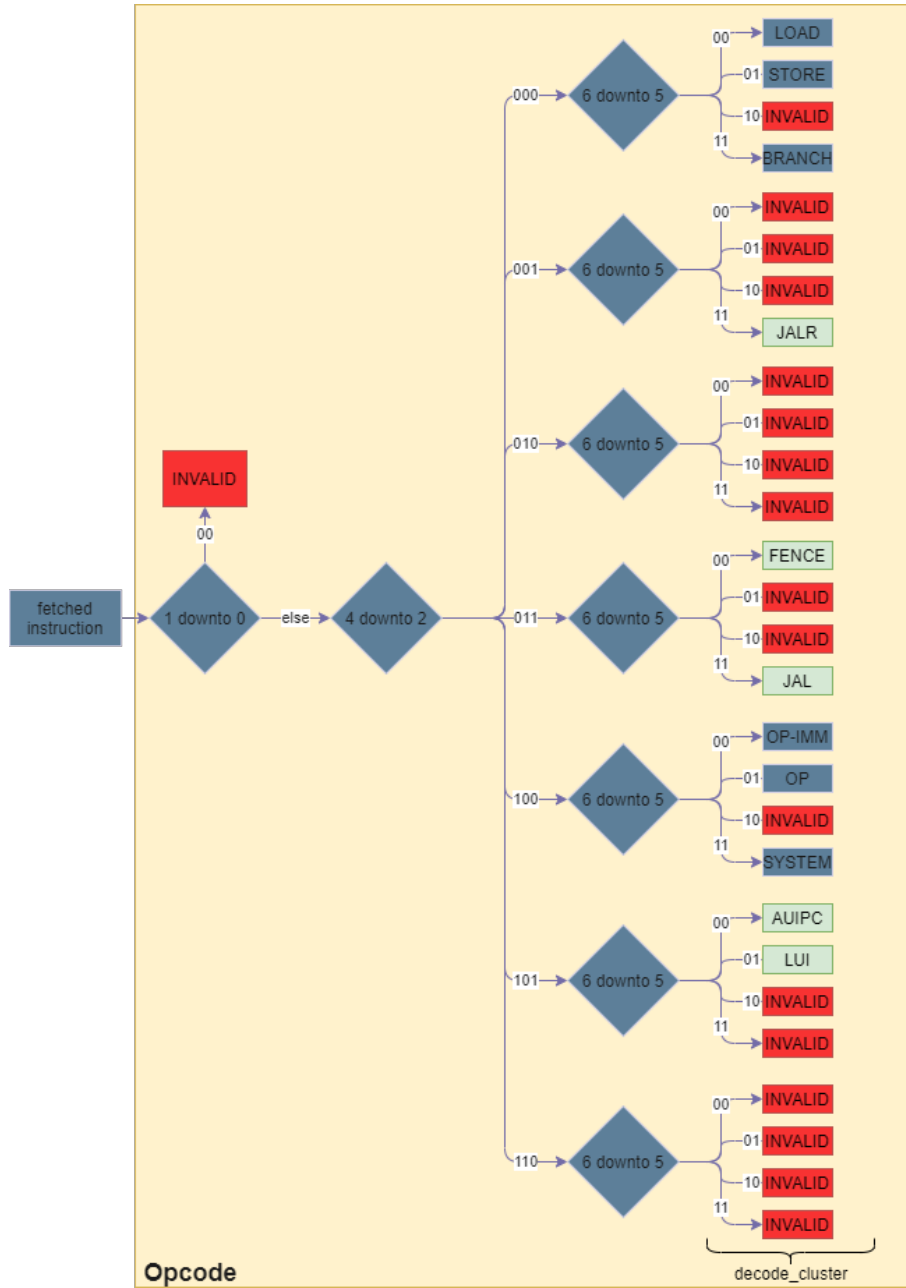 00
LOAD
01
STORE
000
6 downto 5
10
INVALID
11
BRANCH
00
INVALID
01
INVALID
001
6 downto 5
10
INVALID
11
JALR
00
INVALID
01
INVALID
010
6 downto 5
10
INVALID
11
INVALID
INVALID
00
fetched
instruction
1 downto 0
else
4 downto 2
00
FENCE
01
INVALID
011
6 downto 5
10
INVALID
11
JAL
00
OP-IMM
01
OP
100
6 downto 5
10
INVALID
11
SYSTEM
00
AUIPC
01
LUI
101
6 downto 5
10
INVALID
11
INVALID
00
INVALID
01
INVALID
110
6 downto 5
10
INVALID
11
INVALID
Opcode
decode_cluster